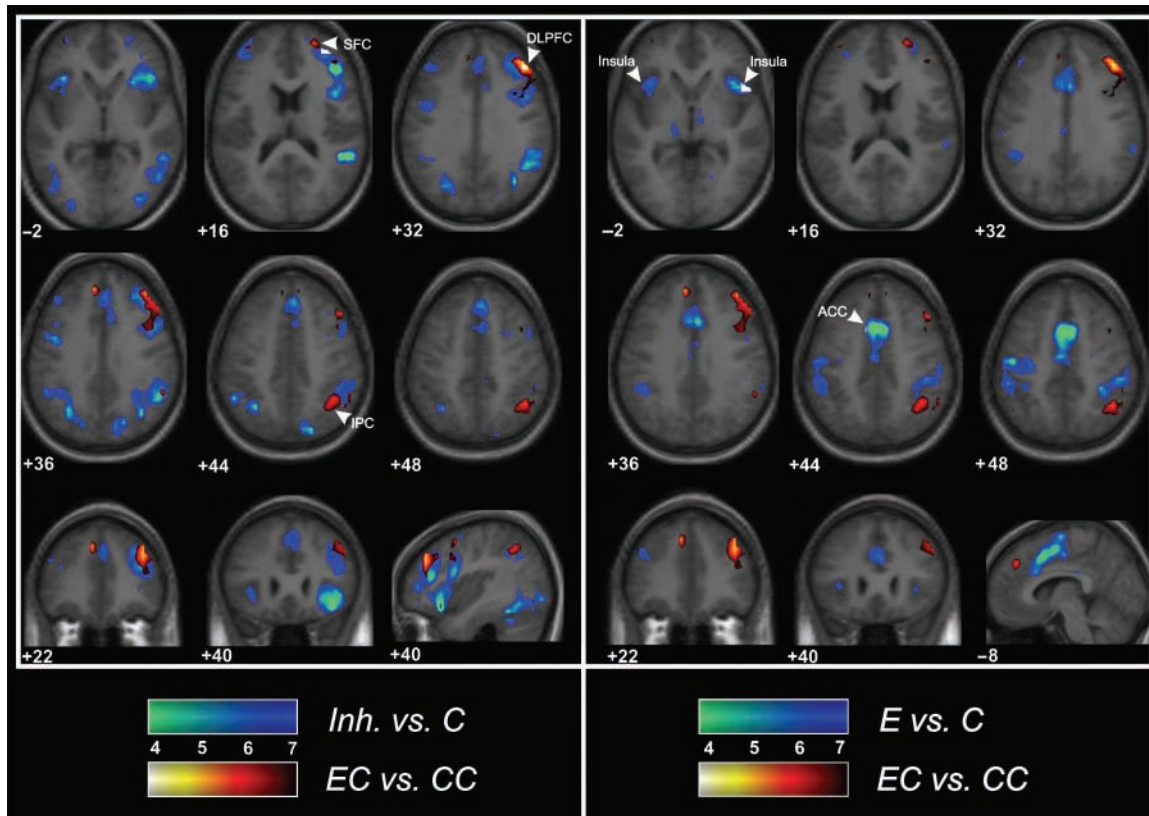 SFC
DLPFC
−2
+16
+32
+36
+44
IPC
+48
+22
+40
+40
Insula
Insula
−2
+16
+32
+36
ACC
+44
+48
+22
+40
−8
Inh. vs. C
4 5 6 7
EC vs. CC
E vs. C
4 5 6 7
EC vs. CC